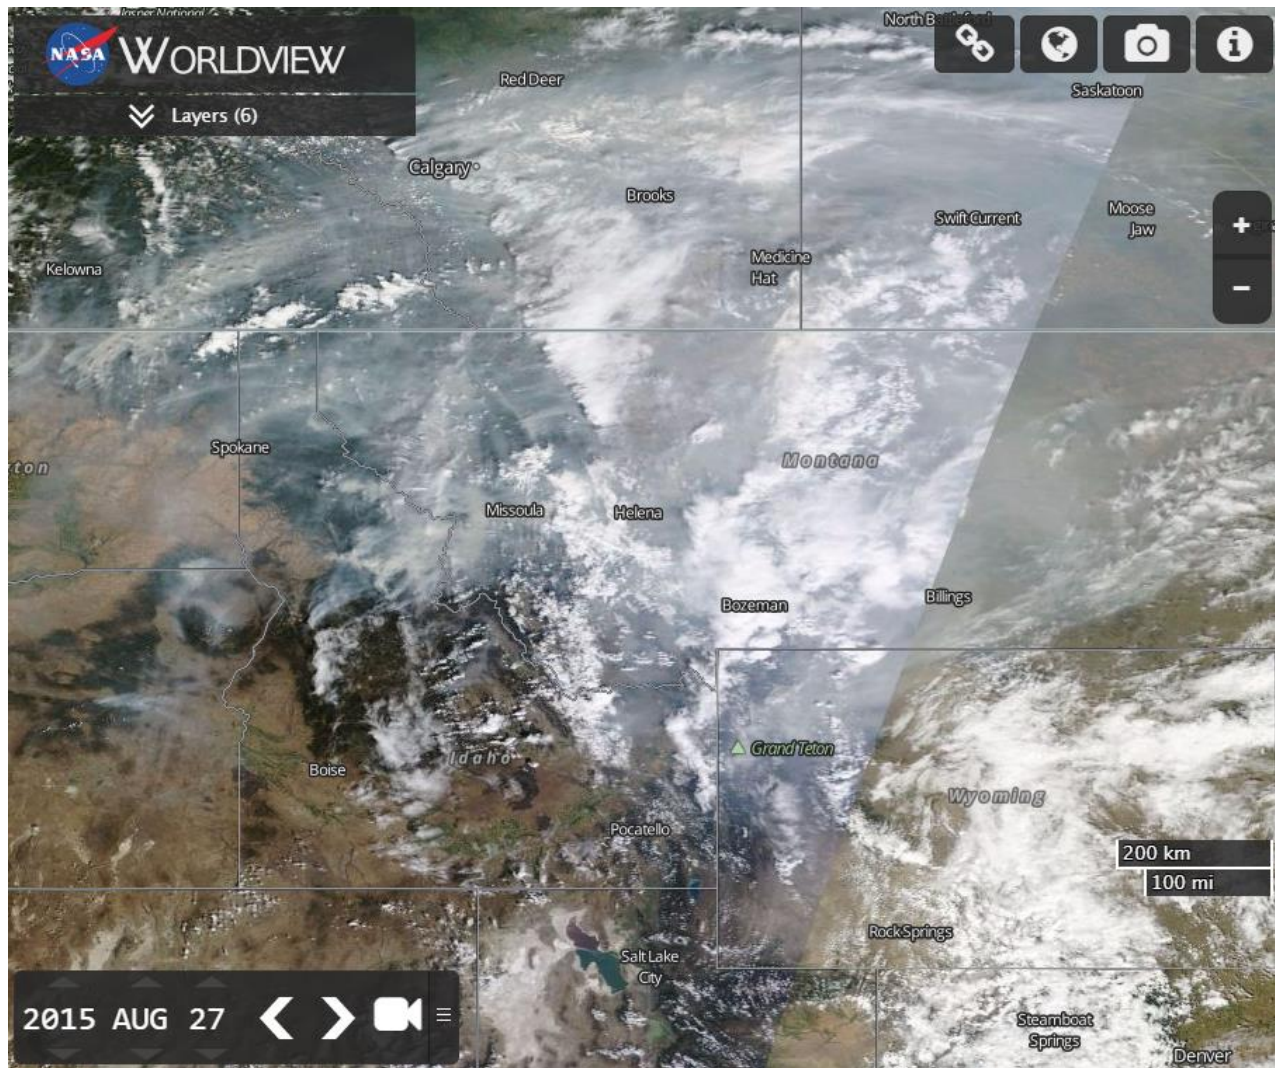 Jasper National
North Battleford
NASA WORLDVIEW
Red Deer
Saskatoon
Layers (6)
Calgary
Brooks
Moose
Jaw
Swift Current
Medicine
Hat
Kelowna
Spokane
Montana
Missoula
Helena
Billings
Bozeman
Grand Teton
Idaho
Boise
Wyoming
Pocatello
200 km
100 mi
Rock Springs
Salt Lake
City
2015 AUG 27
Steamboat
Springs
Denver